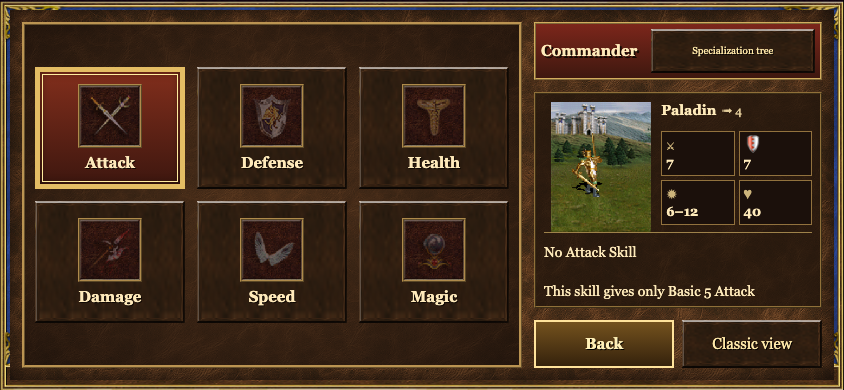 Commander
Specialization tree
Paladin → 4
7
7
6–12
40
Attack
Defense
Health
Damage
Speed
Magic
No Attack Skill
This skill gives only Basic 5 Attack
Back
Classic view